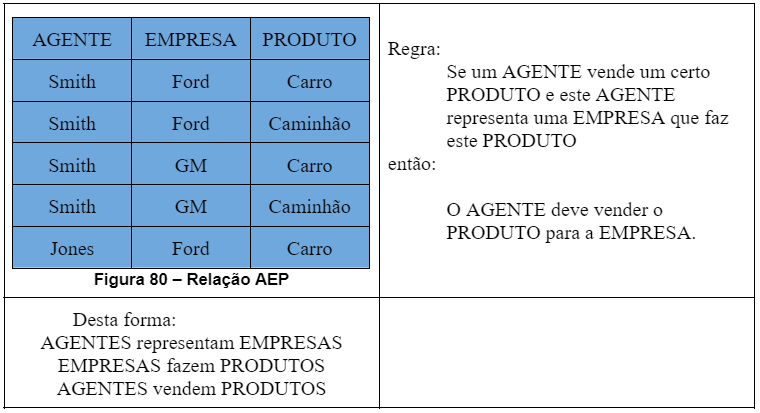 AGENTE EMPRESA PRODUTO
Smith Ford Carro
Smith Ford Caminhão
Smith GM Carro
Smith GM Caminhão
Jones Ford Carro
Figura 80 – Relação AEP
Regra:
Se um AGENTE vende um certo
PRODUTO e este AGENTE
representa uma EMPRESA que faz
este PRODUTO
então:
O AGENTE deve vender o
PRODUTO para a EMPRESA.
Desta forma:
AGENTES representam EMPRESAS
EMPRESAS fazem PRODUTOS
AGENTES vendem PRODUTOS